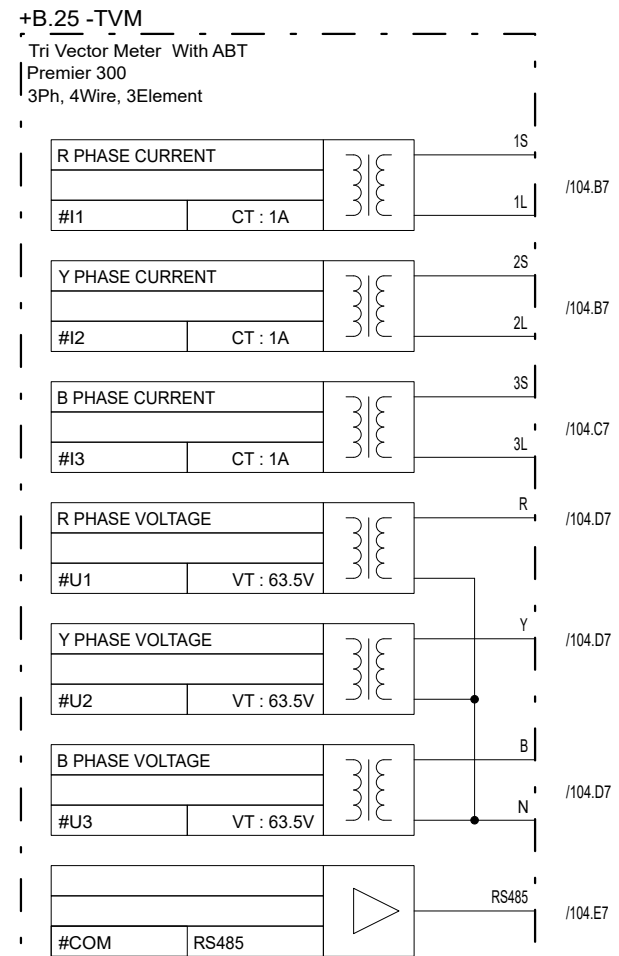 +B.25 -TVM
Tri Vector Meter With ABT
Premier 300
3Ph, 4Wire, 3Element
R PHASE CURRENT
#I1 CT : 1A
1S
1L
/104.B7
Y PHASE CURRENT
#I2 CT : 1A
2S
2L
/104.B7
B PHASE CURRENT
#I3 CT : 1A
3S
3L
/104.C7
R PHASE VOLTAGE
#U1 VT : 63.5V
R
/104.D7
Y PHASE VOLTAGE
#U2 VT : 63.5V
Y
/104.D7
B PHASE VOLTAGE
#U3 VT : 63.5V
B
N
/104.D7
#COM RS485
RS485
/104.E7